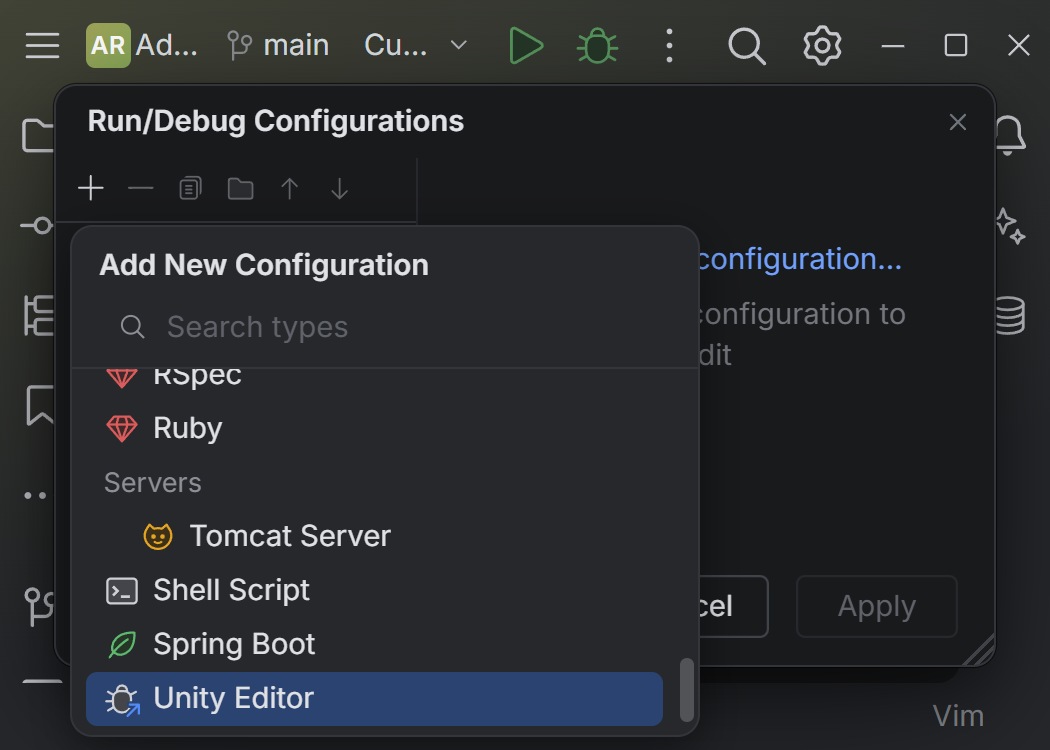 AR Ad... main Cu...
Run/Debug Configurations
Add New Configuration
configuration...
Search types
configuration to
dit
RSpec
Ruby
Servers
Tomcat Server
Shell Script
cel Apply
Spring Boot
Unity Editor
Vim